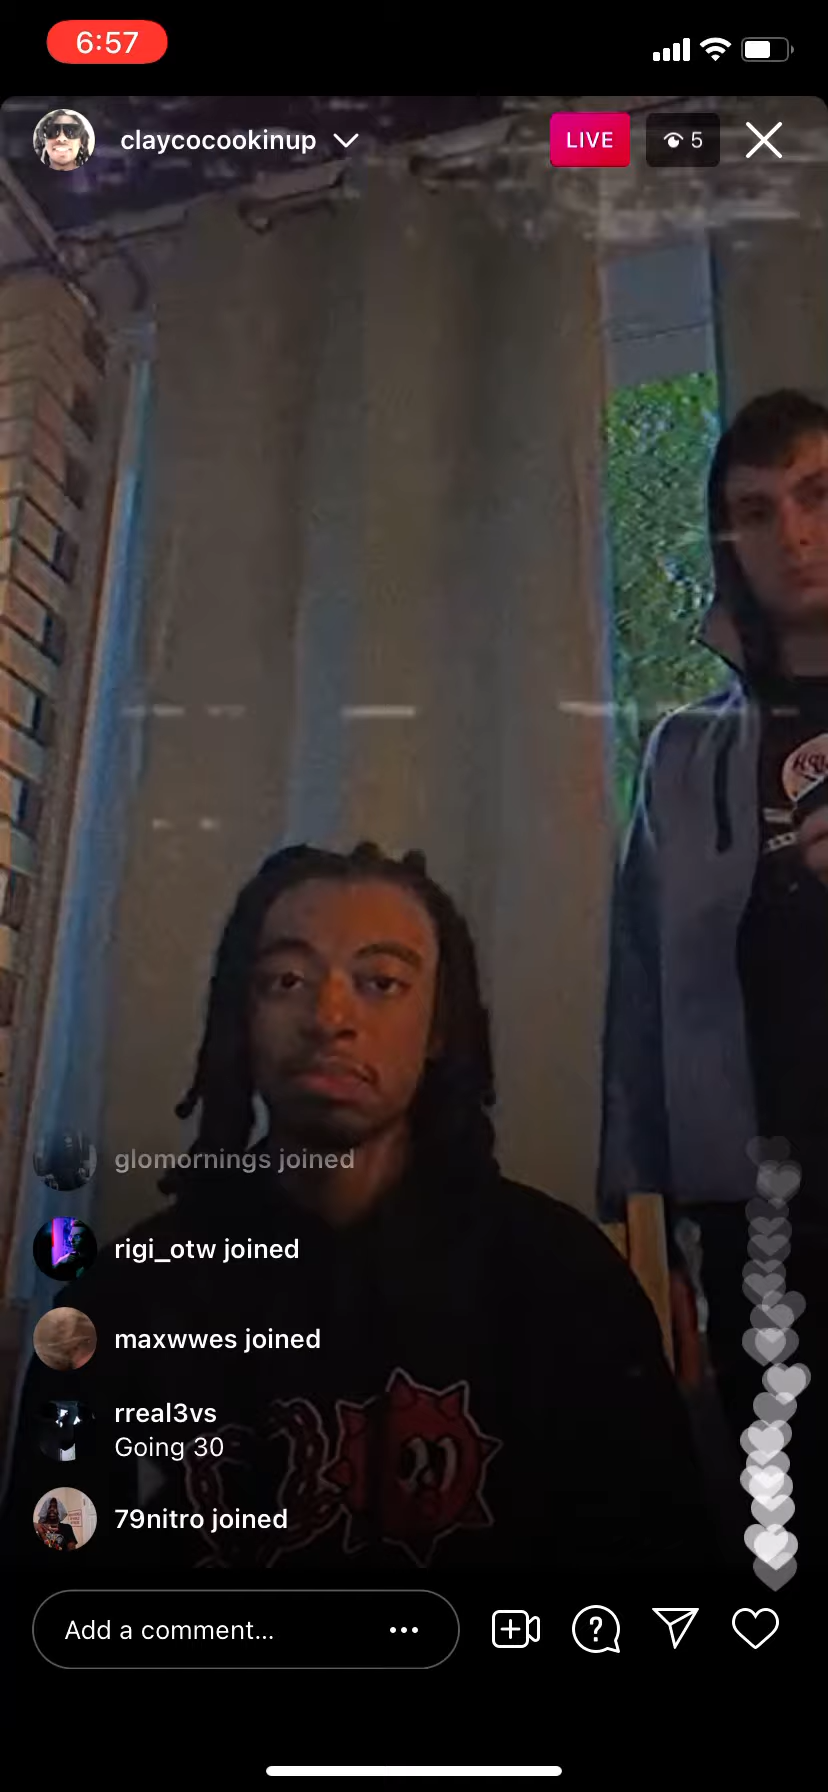 6:57
claycocookinup
LIVE
5
glomornings joined
rigi_otw joined
maxwwes joined
rreal3vs
Going 30
79nitro joined
Add a comment...